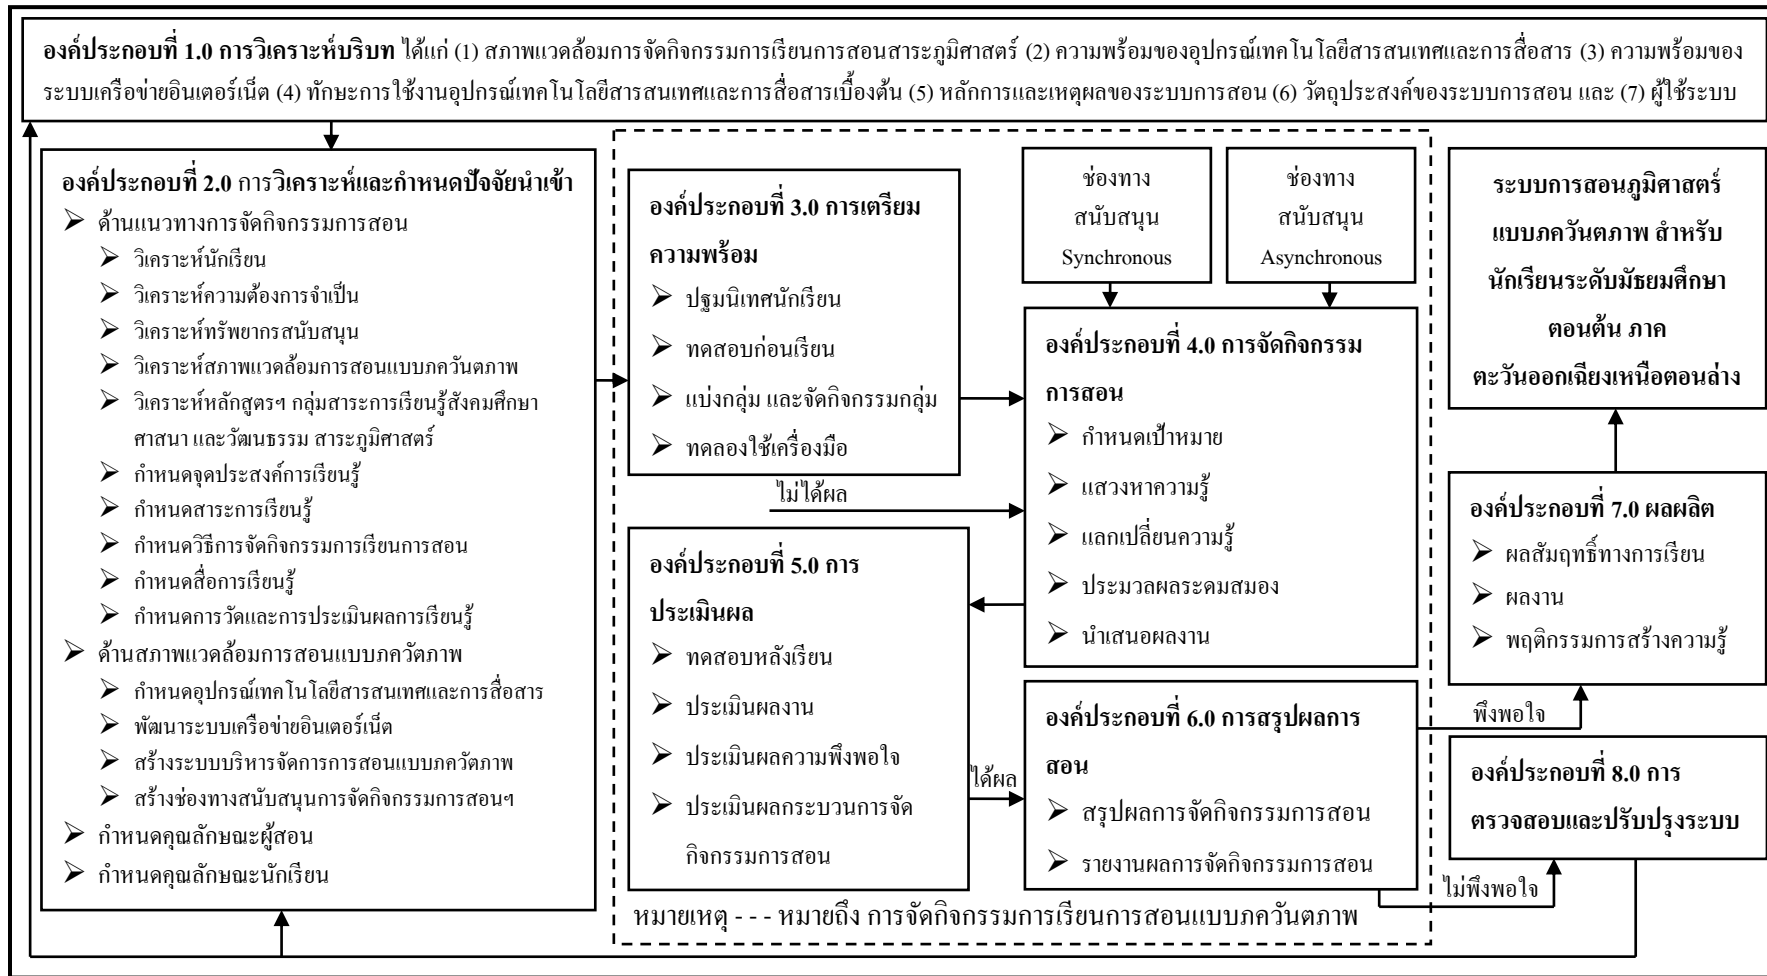 องค์ประกอบที่ 1.0 การวิเคราะห์บริบท ได้แก่ (1) สภาพแวดล้อมการจัดกิจกรรมการเรียนการสอนสาระภูมิศาสตร์ (2) ความพร้อมของอุปกรณ์เทคโนโลยีสารสนเทศและการสื่อสาร (3) ความพร้อมของ
ระบบเครือข่ายอินเตอร์เน็ต (4) ทักษะการใช้งานอุปกรณ์เทคโนโลยีสารสนเทศและการสื่อสารเบื้องต้น (5) หลักการและเหตุผลของระบบการสอน (6) วัตถุประสงค์ของระบบการสอน และ (7) ผู้ใช้ระบบ
องค์ประกอบที่ 2.0 การวิเคราะห์และกำหนดปัจจัยนำเข้า
➢ ด้านแนวทางการจัดกิจกรรมการสอน
➢ วิเคราะห์นักเรียน
➢ วิเคราะห์ความต้องการจำเป็น
➢ วิเคราะห์ทรัพยากรสนับสนุน
➢ วิเคราะห์สภาพแวดล้อมการสอนแบบภควันตภาพ
➢ วิเคราะห์หลักสูตรฯ กลุ่มสาระการเรียนรู้สังคมศึกษา
ศาสนา และวัฒนธรรม สาระภูมิศาสตร์
➢ กำหนดจุดประสงค์การเรียนรู้
➢ กำหนดสาระการเรียนรู้
➢ กำหนดวิธีการจัดกิจกรรมการเรียนการสอน
➢ กำหนดสื่อการเรียนรู้
➢ กำหนดการวัดและการประเมินผลการเรียนรู้
➢ ด้านสภาพแวดล้อมการสอนแบบภควัตภาพ
➢ กำหนดอุปกรณ์เทคโนโลยีสารสนเทศและการสื่อสาร
➢ พัฒนาระบบเครือข่ายอินเตอร์เน็ต
➢ สร้างระบบบริหารจัดการการสอนแบบภควัตภาพ
➢ สร้างช่องทางสนับสนุนการจัดกิจกรรมการสอนฯ
➢ กำหนดคุณลักษณะผู้สอน
➢ กำหนดคุณลักษณะนักเรียน
องค์ประกอบที่ 3.0 การเตรียม
ความพร้อม
➢ ปฐมนิเทศนักเรียน
➢ ทดสอบก่อนเรียน
➢ แบ่งกลุ่ม และจัดกิจกรรมกลุ่ม
➢ ทดลองใช้เครื่องมือ
ไม่ได้ผล
ช่องทาง
สนับสนุน
Synchronous
ช่องทาง
สนับสนุน
Asynchronous
องค์ประกอบที่ 4.0 การจัดกิจกรรม
การสอน
➢ กำหนดเป้าหมาย
➢ แสวงหาความรู้
➢ แลกเปลี่ยนความรู้
➢ ประมวลผลระดมสมอง
➢ นำเสนอผลงาน
องค์ประกอบที่ 5.0 การ
ประเมินผล
➢ ทดสอบหลังเรียน
➢ ประเมินผลงาน
➢ ประเมินผลความพึงพอใจ
➢ ประเมินผลกระบวนการจัด
กิจกรรมการสอน
ได้ผล
องค์ประกอบที่ 6.0 การสรุปผลการ
สอน
➢ สรุปผลการจัดกิจกรรมการสอน
➢ รายงานผลการจัดกิจกรรมการสอน
หมายเหตุ - - - หมายถึง การจัดกิจกรรมการเรียนการสอนแบบภควันตภาพ
ระบบการสอนภูมิศาสตร์
แบบภควันตภาพ สำหรับ
นักเรียนระดับมัธยมศึกษา
ตอนต้น ภาค
ตะวันออกเฉียงเหนือตอนล่าง
องค์ประกอบที่ 7.0 ผลผลิต
➢ ผลสัมฤทธิ์ทางการเรียน
➢ ผลงาน
➢ พฤติกรรมการสร้างความรู้
พึงพอใจ
องค์ประกอบที่ 8.0 การ
ตรวจสอบและปรับปรุงระบบ
ไม่พึงพอใจ